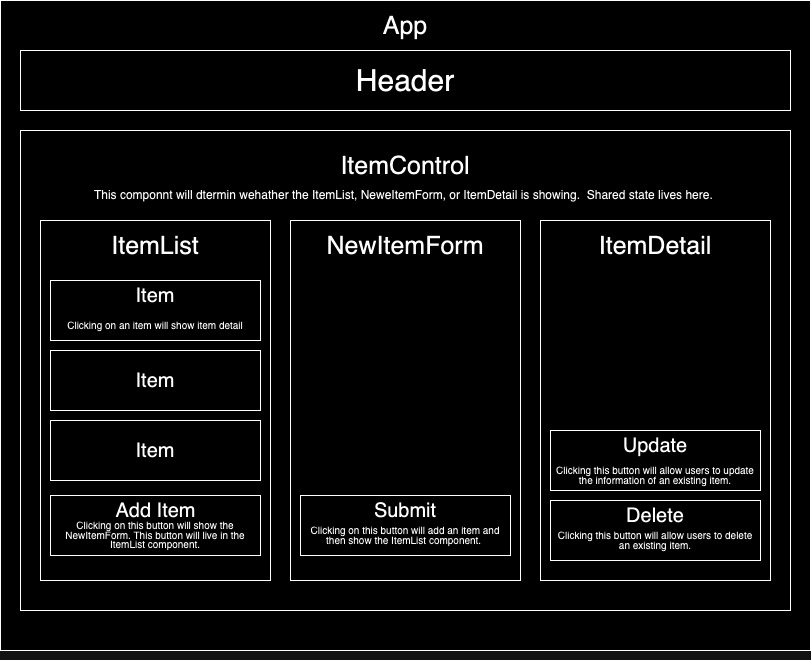 App
Header
ItemControl
This componnt will dtermin wehather the ItemList, NeweItemForm, or ItemDetail is showing.  Shared state lives here.
ItemList
NewItemForm
ItemDetail
Item
Clicking on an item will show item detail
Item
Item
Add Item
Clicking on this button will show the
NewItemForm. This button will live in the
ItemList component.
Submit
Clicking on this button will add an item and
then show the ItemList component.
Update
Clicking this button will allow users to update
the information of an existing item.
Delete
Clicking this button will allow users to delete
an existing item.